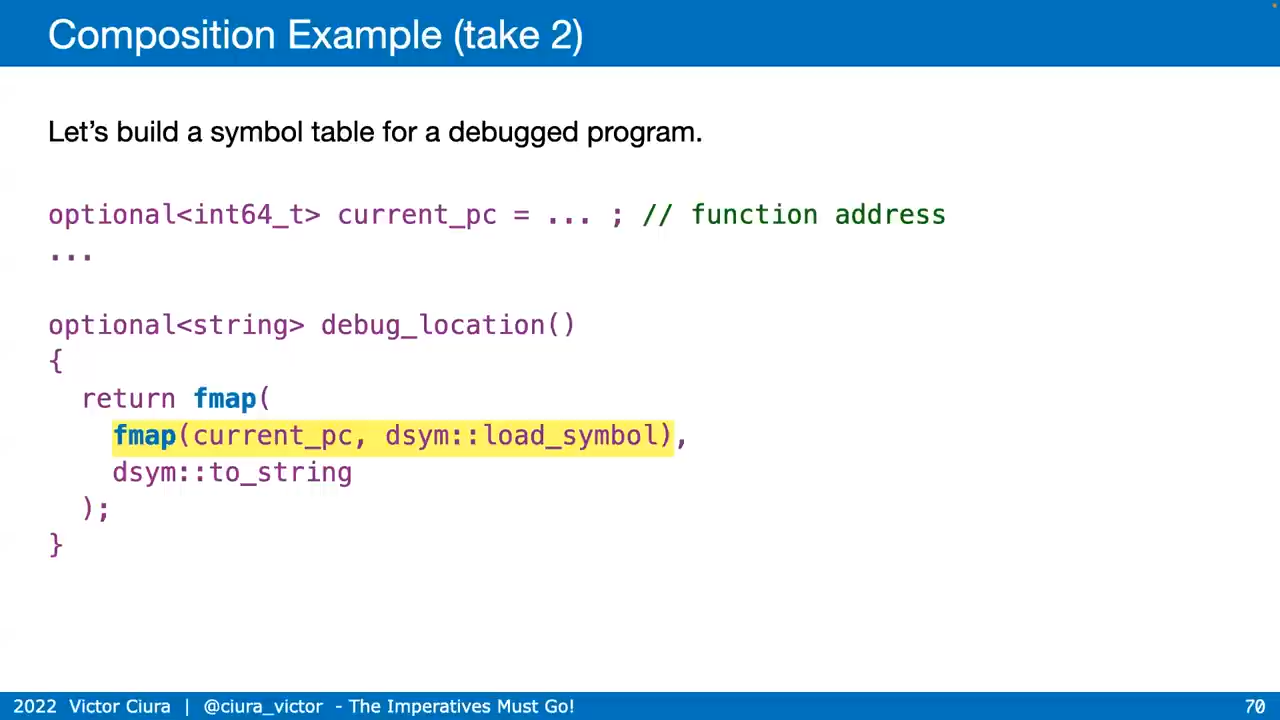 Composition Example (take 2)
Let’s build a symbol table for a debugged program.
optional<int64_t> current_pc = ... ; // function address
...
optional<string> debug_location()
{
return fmap(
fmap(current_pc, dsym::load_symbol),
dsym::to_string
);
}
2022 Victor Ciura | @ciura_victor - The Imperatives Must Go! 70